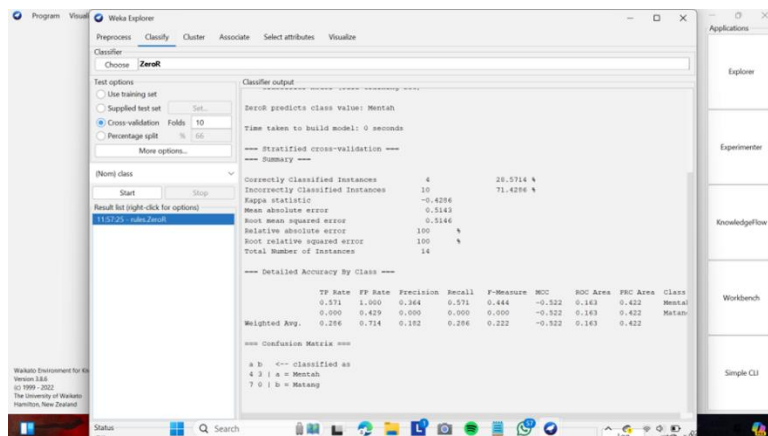 Program Visuali
Weka Explorer
Applications
Preprocess Classify Cluster Associate Select attributes Visualize
Classifier
Choose ZeroR
Test options
Use training set
Supplied test set Set...
Cross-validation Folds 10
Percentage split % 66
More options...
(Nom) class
Start Stop
Result list (right-click for options)
11:57:25 - rules.ZeroR
Classifier output
ZeroR predicts class value: Mentah
Time taken to build model: 0 seconds
=== Stratified cross-validation ===
=== Summary ===
Correctly Classified Instances 4 28.5714 %
Incorrectly Classified Instances 10 71.4286 %
Kappa statistic -0.4286
Mean absolute error 0.5143
Root mean squared error 0.5146
Relative absolute error 100 %
Root relative squared error 100 %
Total Number of Instances 14
=== Detailed Accuracy By Class ===
TP Rate FP Rate Precision Recall F-Measure MCC ROC Area PRC Area Class
0.571 1.000 0.364 0.571 0.444 -0.522 0.163 0.422 Mental
0.000 0.429 0.000 0.000 0.000 -0.522 0.163 0.422 Matan
Weighted Avg. 0.286 0.714 0.182 0.286 0.222 -0.522 0.163 0.422
=== Confusion Matrix ===
a b <-- classified as
4 3 | a = Mentah
7 0 | b = Matang
Explorer
Experimenter
KnowledgeFlow
Workbench
Simple CLI
Waikato Environment for Kn
Version 3.8.6
(c) 1999 - 2022
The University of Waikato
Hamilton, New Zealand
Status
Search